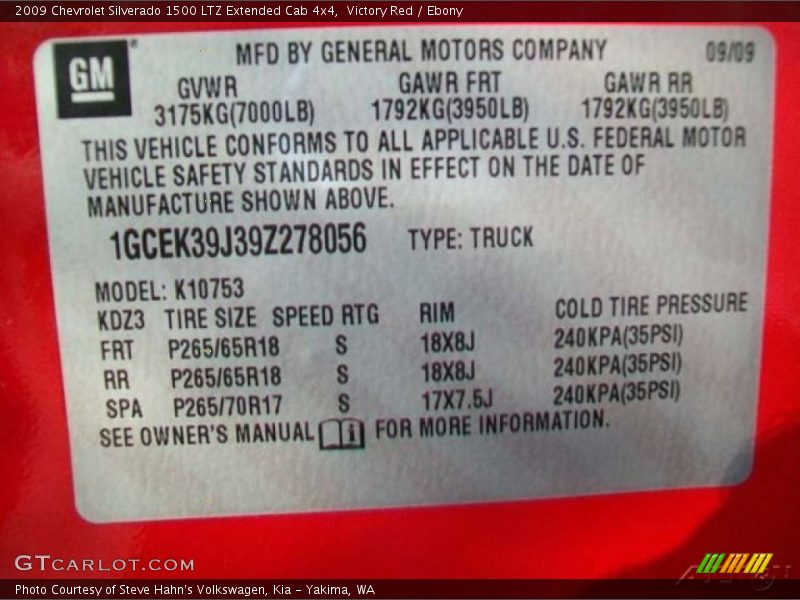 2009 Chevrolet Silverado 1500 LTZ Extended Cab 4x4, Victory Red / Ebony
GM
MFD BY GENERAL MOTORS COMPANY 09/09
GVWR GAWR FRT GAWR RR
3175KG(7000LB) 1792KG(3950LB) 1792KG(3950LB)
THIS VEHICLE CONFORMS TO ALL APPLICABLE U.S. FEDERAL MOTOR
VEHICLE SAFETY STANDARDS IN EFFECT ON THE DATE OF
MANUFACTURE SHOWN ABOVE.
1GCEK39J39Z278056 TYPE: TRUCK
MODEL: K10753
KDZ3 TIRE SIZE SPEED RTG RIM COLD TIRE PRESSURE
FRT P265/65R18 S 18X8J 240KPA(35PSI)
RR P265/65R18 S 18X8J 240KPA(35PSI)
SPA P265/70R17 S 17X7.5J 240KPA(35PSI)
SEE OWNER'S MANUAL i FOR MORE INFORMATION.
GTCARLOT.COM
Photo Courtesy of Steve Hahn's Volkswagen, Kia - Yakima, WA